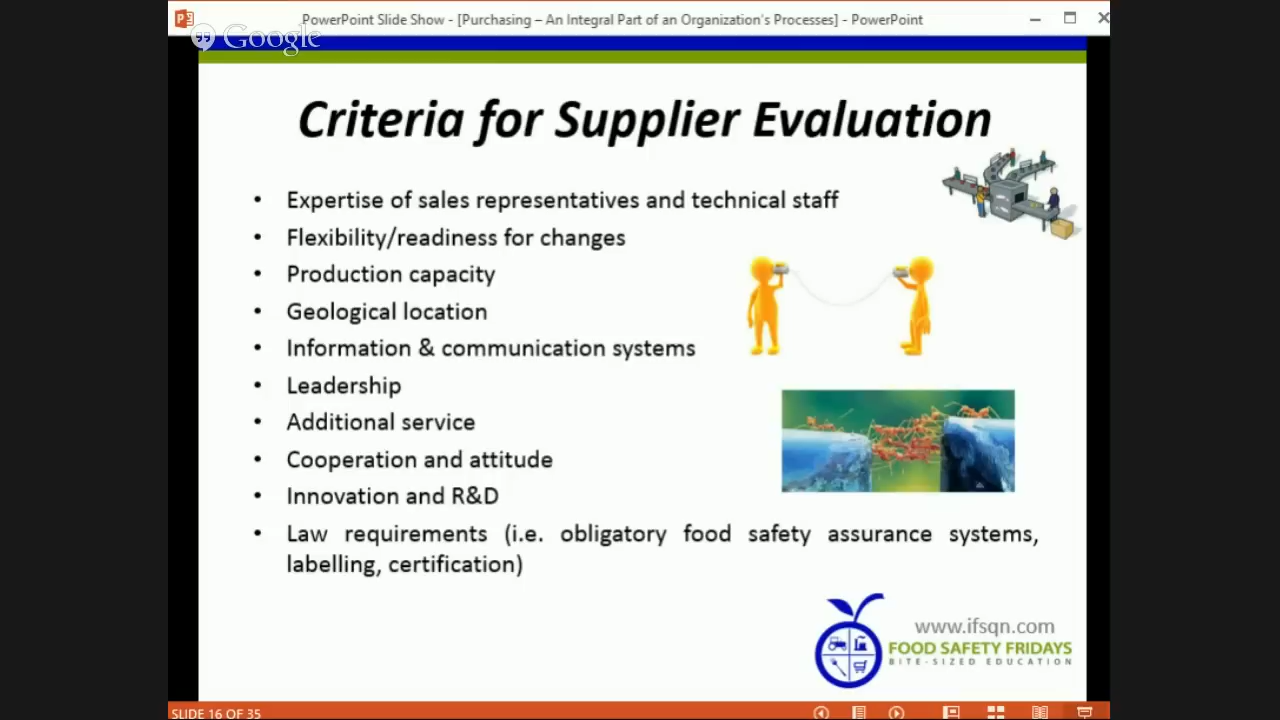 PowerPoint Slide Show - [Purchasing – An Integral Part of an Organization's Processes] - PowerPoint
Google
Criteria for Supplier Evaluation
• Expertise of sales representatives and technical staff
• Flexibility/readiness for changes
• Production capacity
• Geological location
• Information & communication systems
• Leadership
• Additional service
• Cooperation and attitude
• Innovation and R&D
• Law requirements (i.e. obligatory food safety assurance systems,
labelling, certification)
www.ifsqn.com
FOOD SAFETY FRIDAYS
BITE-SIZED EDUCATION
SLIDE 16 OF 35